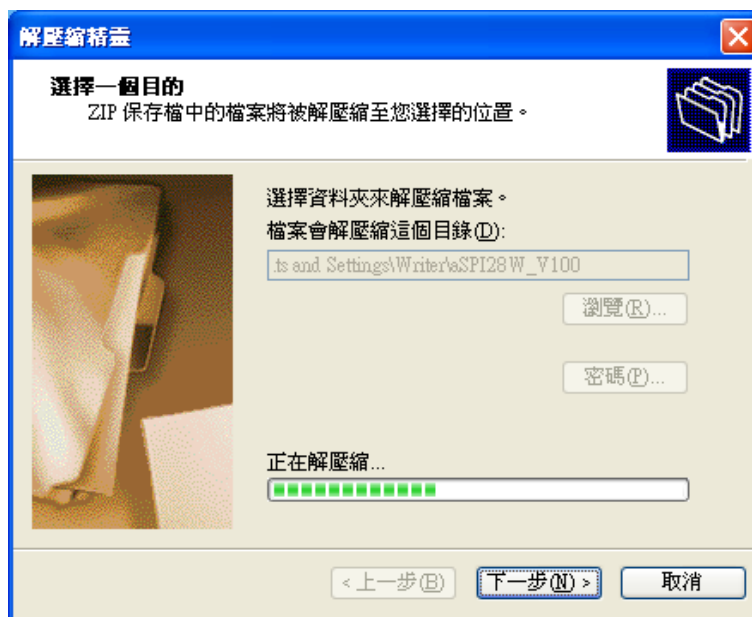 解壓縮精靈
選擇一個目的
ZIP 保存檔中的檔案將被解壓縮至您選擇的位置。
選擇資料夾來解壓縮檔案。
檔案會解壓縮這個目錄(D):
.ts and Settings\Writer\aSPI28W_V100
瀏覽(R)...
密碼(P)...
正在解壓縮...
<上一步(B) 下一步(N)> 取消